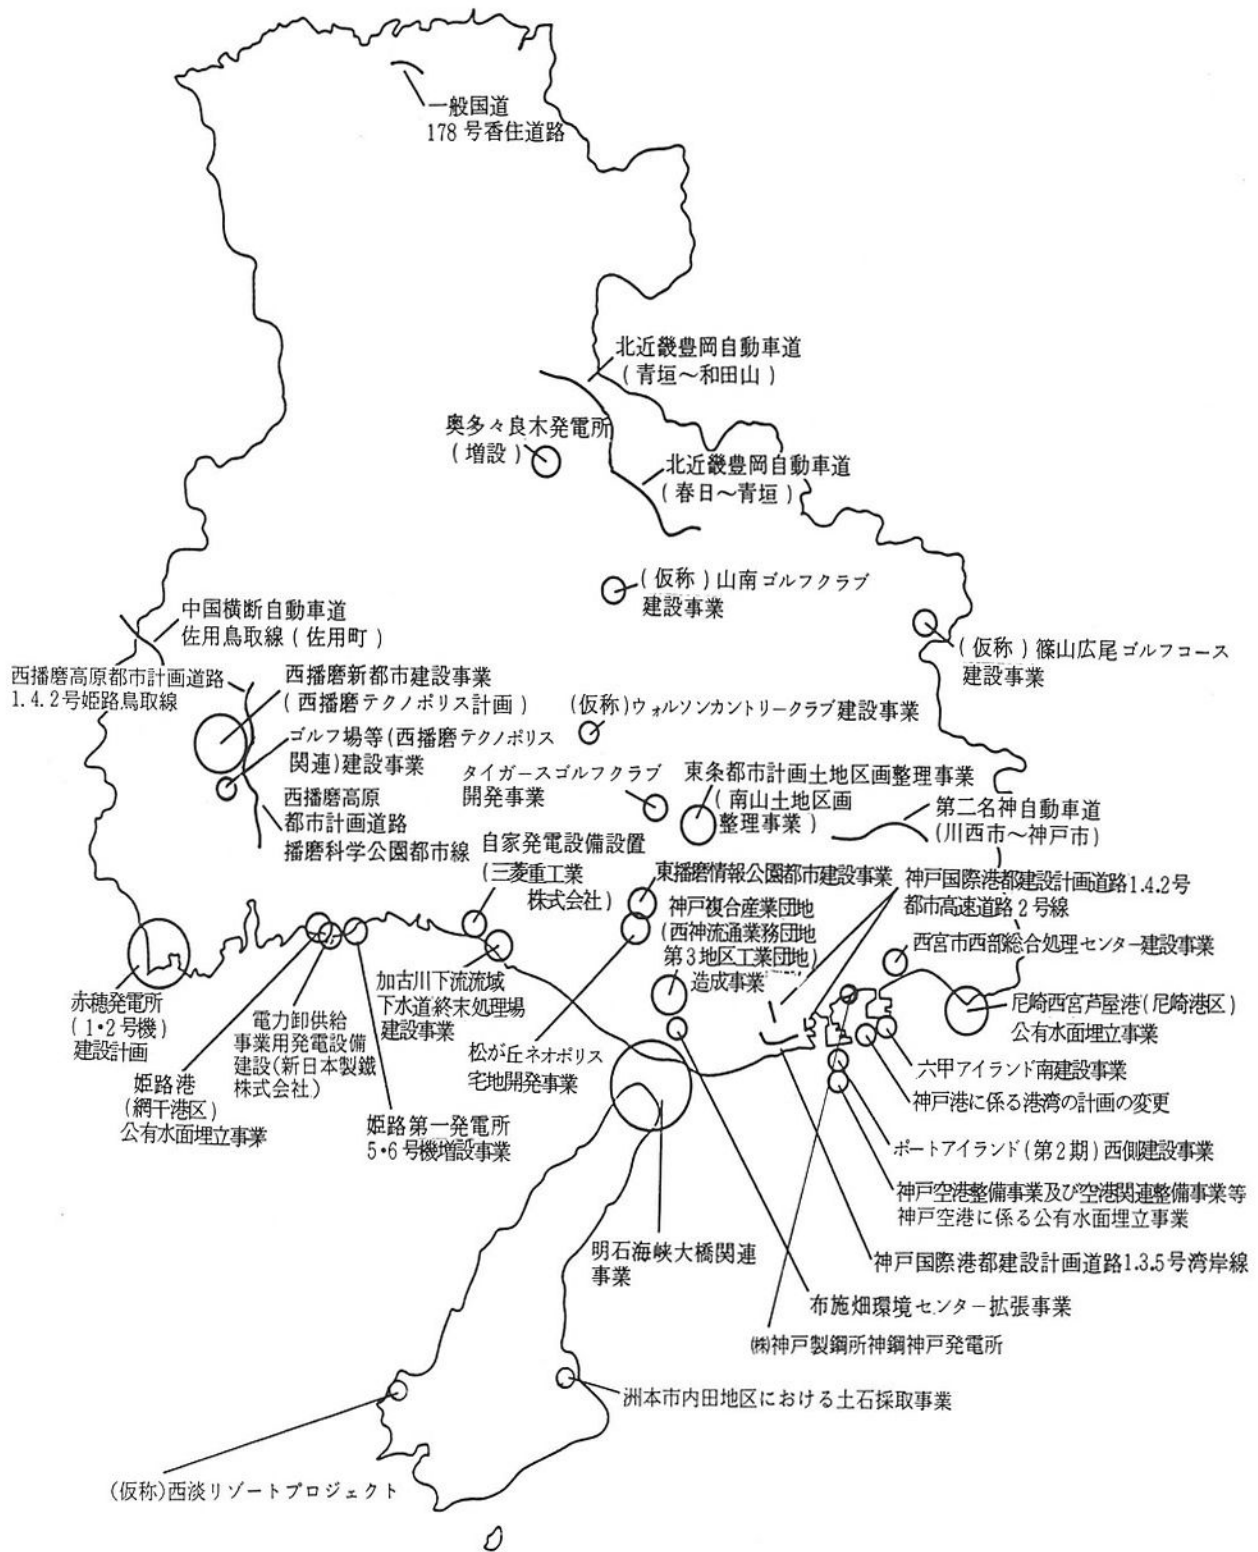 一般国道
178号香住道路
北近畿豊岡自動車道
(青垣〜和田山)
奥多々良木発電所
(増設)
北近畿豊岡自動車道
(春日〜青垣)
(仮称)山南ゴルフクラブ
建設事業
中国横断自動車道
佐用鳥取線(佐用町)
(仮称)篠山広尾ゴルフコース
建設事業
西播磨高原都市計画道路
1.4.2号姫路鳥取線
西播磨新都市建設事業
(西播磨テクノポリス計画)
(仮称)ウォルソンカントリークラブ建設事業
ゴルフ場等(西播磨テクノポリス
関連)建設事業
タイガースゴルフクラブ
開発事業
東条都市計画土地区画整理事業
(南山土地区画
整理事業)
西播磨高原
都市計画道路
播磨科学公園都市線
第二名神自動車道
(川西市〜神戸市)
自家発電設備設置
(三菱重工業
株式会社)
東播磨情報公園都市建設事業
神戸国際港都建設計画道路1.4.2号
都市高速道路2号線
神戸複合産業団地
(西神流通業務団地
第3地区工業団地)
造成事業
西宮市西部総合処理センター建設事業
赤穂発電所
(1・2号機)
建設計画
電力卸供給
事業用発電設備
建設(新日本製鐵
株式会社)
加古川下流流域
下水道終末処理場
建設事業
尼崎西宮芦屋港(尼崎港区)
公有水面埋立事業
松が丘ネオポリス
宅地開発事業
六甲アイランド南建設事業
姫路港
(網干港区)
公有水面埋立事業
神戸港に係る港湾の計画の変更
姫路第一発電所
5・6号機増設事業
ポートアイランド(第2期)西側建設事業
神戸空港整備事業及び空港関連整備事業等
神戸空港に係る公有水面埋立事業
明石海峡大橋関連
事業
神戸国際港都建設計画道路1.3.5号湾岸線
布施畑環境センター拡張事業
㈱神戸製鋼所神鋼神戸発電所
洲本市内田地区における土石採取事業
(仮称)西淡リゾートプロジェクト